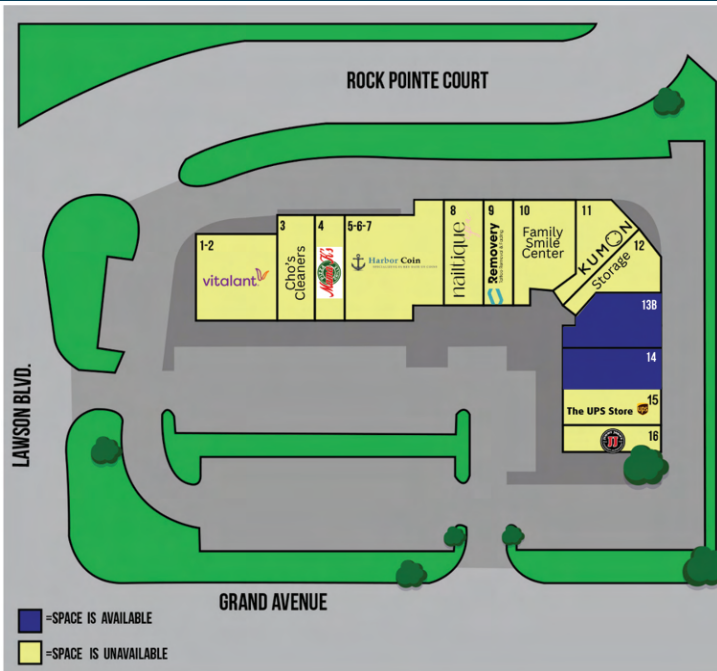 ROCK POINTE COURT
1-2
vitalant
3
Cho's
Cleaners
4
5-6-7
Harbor Coin
8
nailtique
9
Removery
10
Family
Smile
Center
11
KUMON
12
Storage
13B
14
15
The UPS Store
ups
16
JJ
LAWSON BLVD.
GRAND AVENUE
=SPACE IS AVAILABLE
=SPACE IS UNAVAILABLE